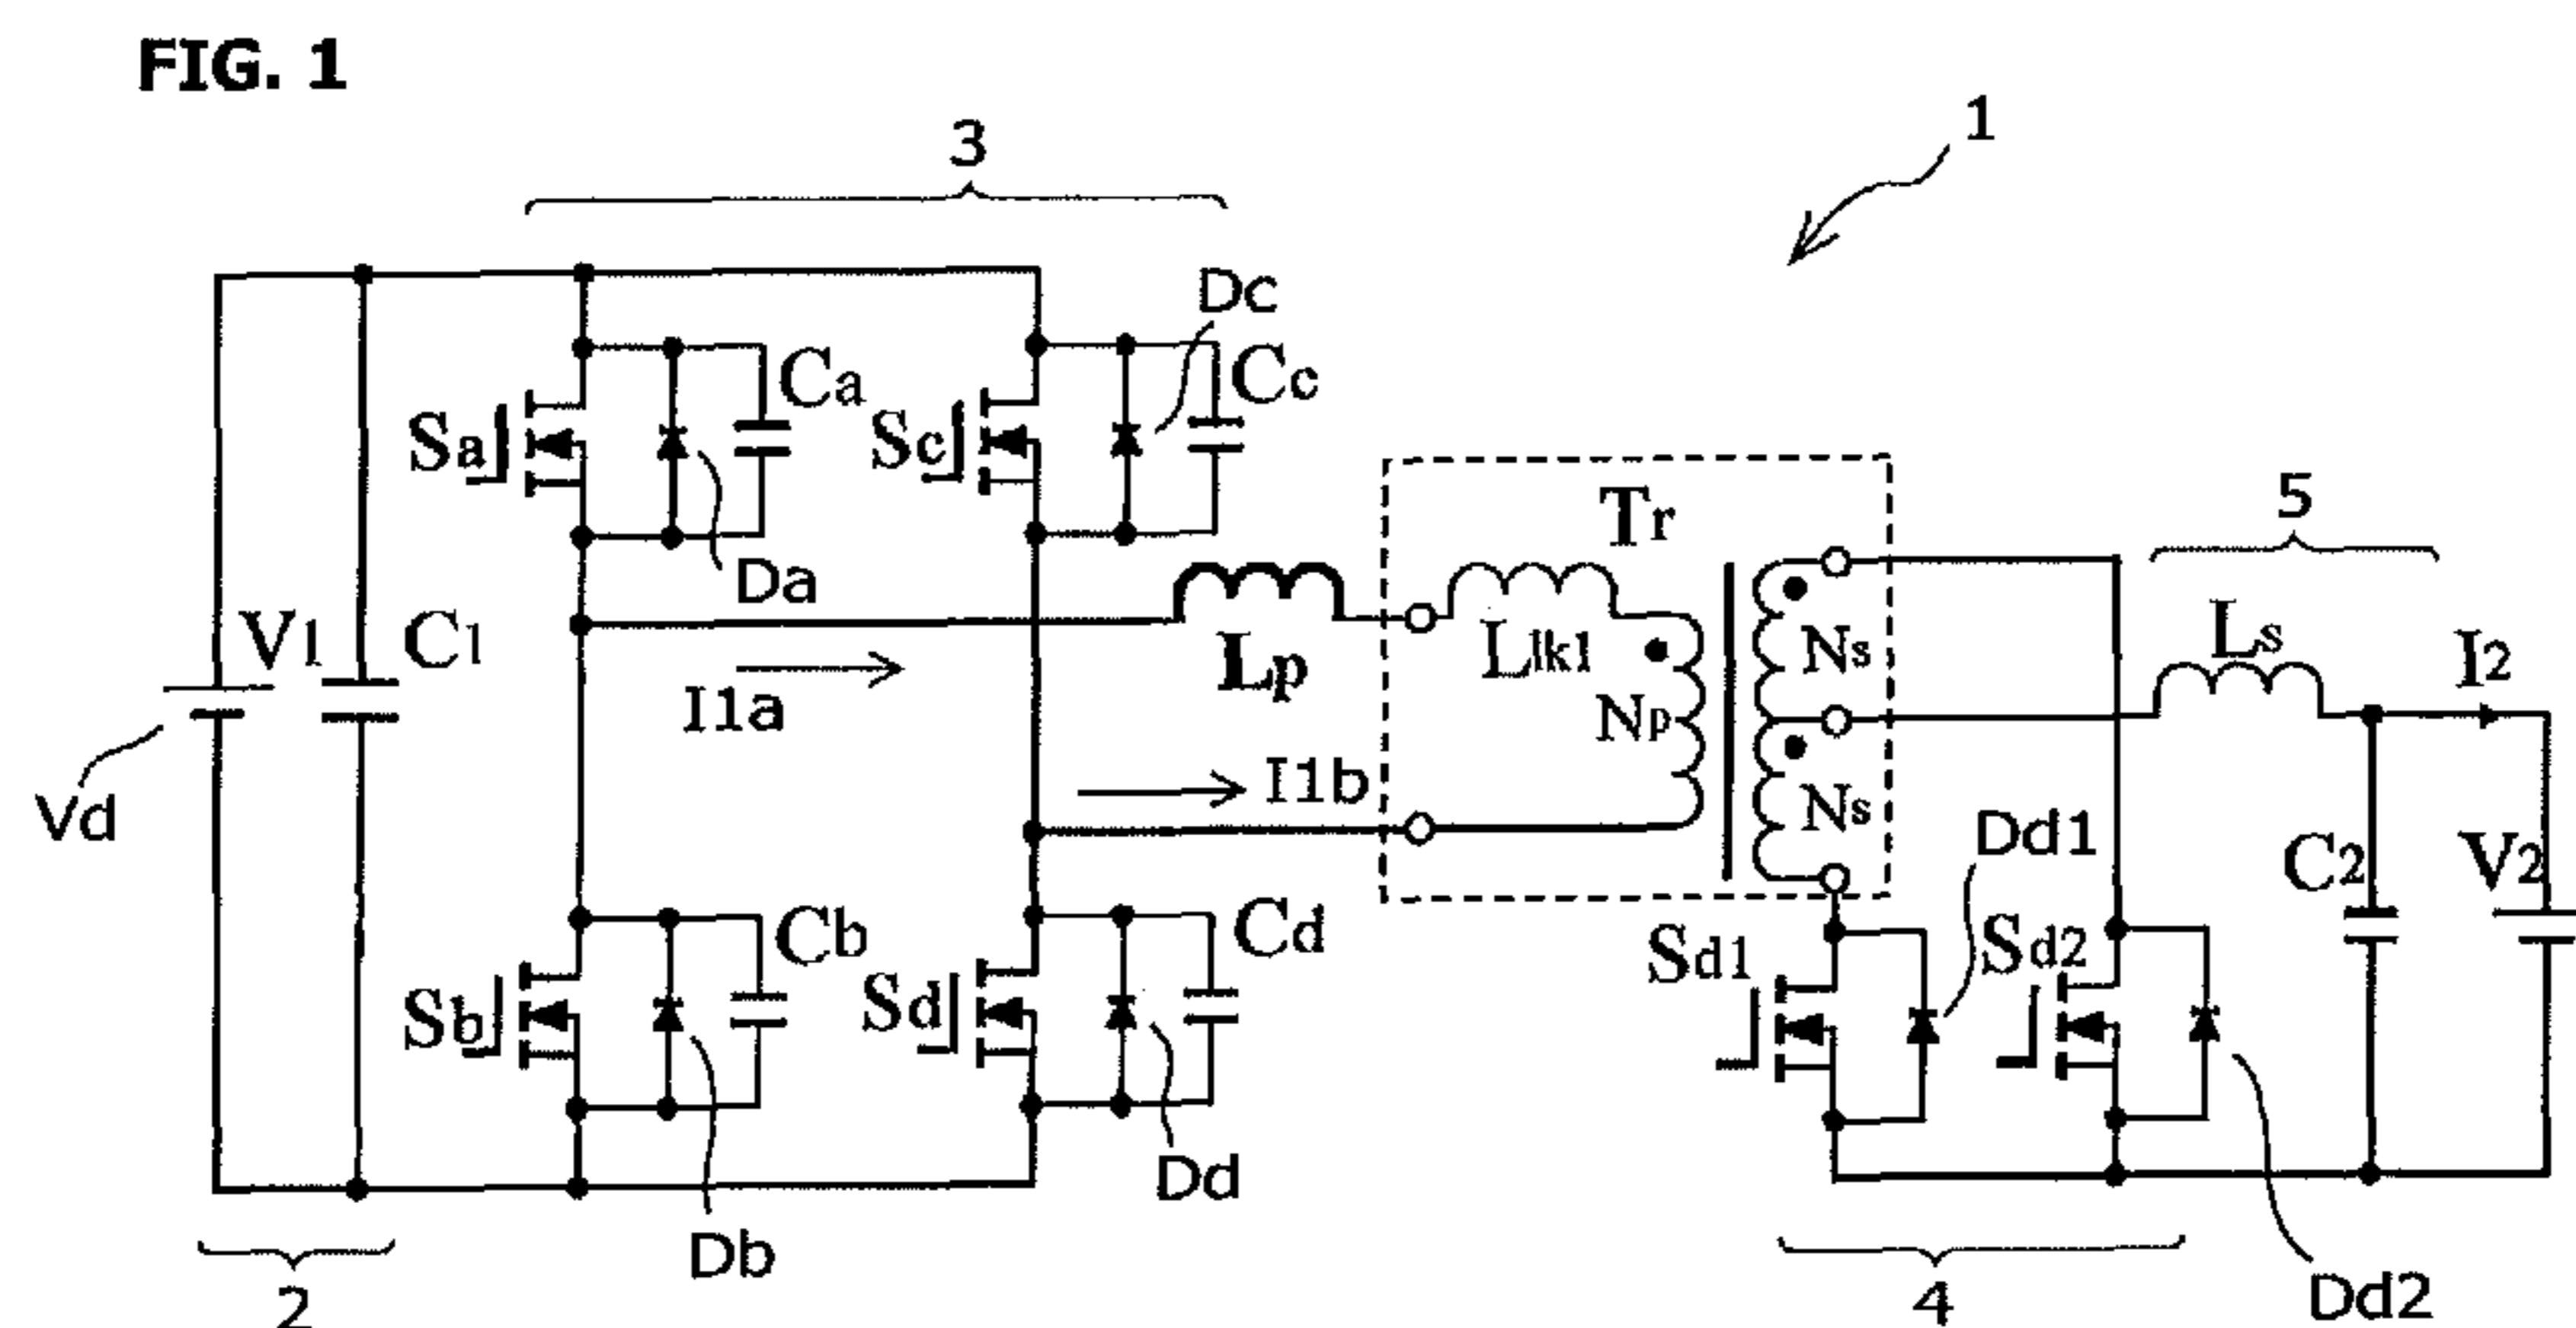 FIG. 1
1
3
Dc
Ca
Cc
Sa
Sc
Tr
5
Da
V1
C1
Llk1
Ns
Ls
I2
Lp
Np
I1a
I1b
Vd
Ns
Dd1
C2
V2
Cb
Cd
Sd1
Sd2
Sb
Sd
Dd
Db
2
4
Dd2